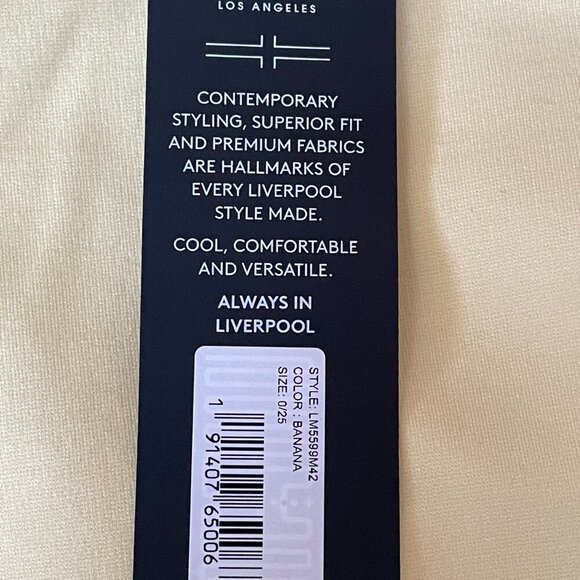 LOS ANGELES
CONTEMPORARY
STYLING, SUPERIOR FIT
AND PREMIUM FABRICS
ARE HALLMARKS OF
EVERY LIVERPOOL
STYLE MADE.
COOL, COMFORTABLE
AND VERSATILE.
ALWAYS IN
LIVERPOOL
STYLE: LM5599M42
COLOR : BANANA
SIZE: 0/25
1 91407 65006